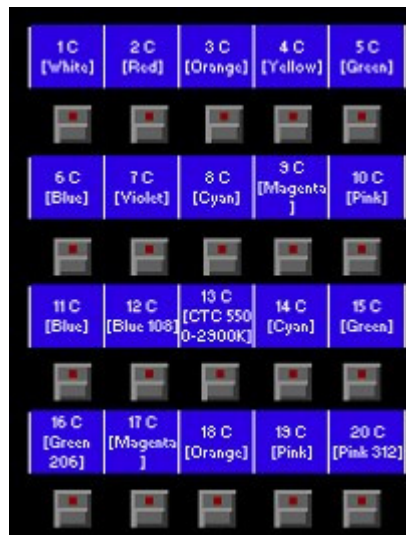 1 C
[White]
2 C
[Red]
3 C
[Orange]
4 C
[Yellow]
5 C
[Green]
6 C
[Blue]
7 C
[Violet]
8 C
[Cyan]
9 C
[Magenta
]
10 C
[Pink]
11 C
[Blue]
12 C
[Blue 108]
13 C
[CTC 550
0-2900K]
14 C
[Cyan]
15 C
[Green]
16 C
[Green
206]
17 C
[Magenta
]
18 C
[Orange]
19 C
[Pink]
20 C
[Pink 312]